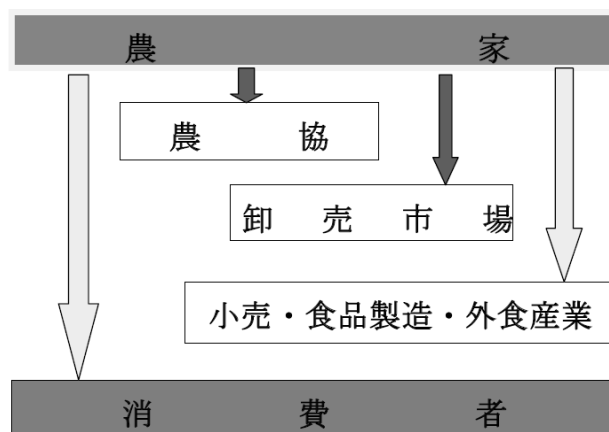 農家
農協
卸売市場
小売・食品製造・外食産業
消費者